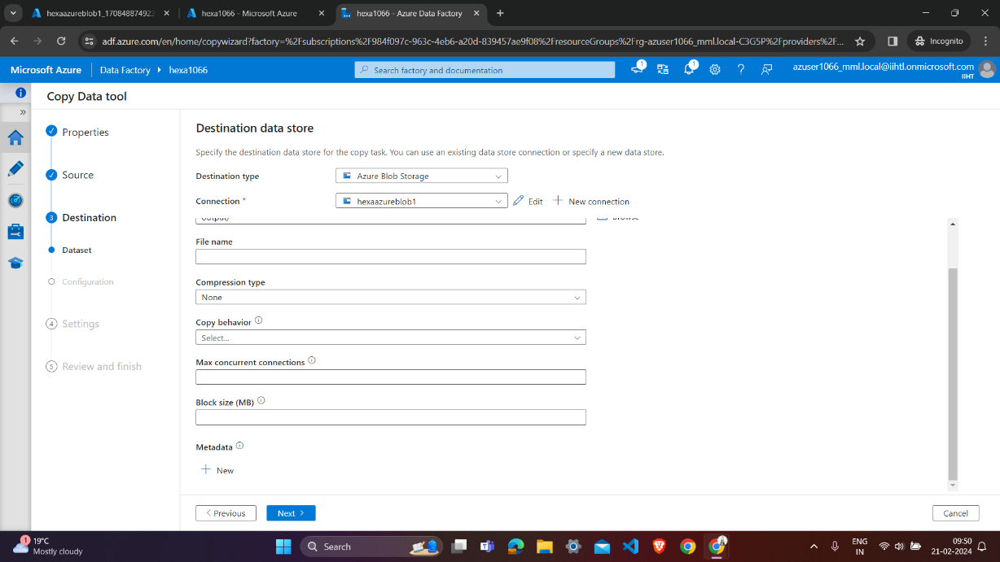 hexaazureblob1_170848874923
hexa1066 - Microsoft Azure
hexa1066 - Azure Data Factory
adf.azure.com/en/home/copywizard?factory=%2Fsubscriptions%2F984f097c-963c-4eb6-a20d-839457ae9f08%2FresourceGroups%2Frg-azuser1066_mml.local-C3G5P%2Fproviders%2F...
Incognito
Microsoft Azure
Data Factory
hexa1066
Search factory and documentation
1
1
azuser1066_mml.local@iihtl.onmicrosoft.com
IIHT
Copy Data tool
Properties
Source
3 Destination
Dataset
Configuration
4 Settings
5 Review and finish
Destination data store
Specify the destination data store for the copy task. You can use an existing data store connection or specify a new data store.
Destination type
Azure Blob Storage
Connection *
hexaazureblob1
Edit
New connection
output/
Browse
File name
Compression type
None
Copy behavior
Select...
Max concurrent connections
Block size (MB)
Metadata
New
Previous
Next
Cancel
1
19°C
Mostly cloudy
Search
ENG
IN
09:50
21-02-2024